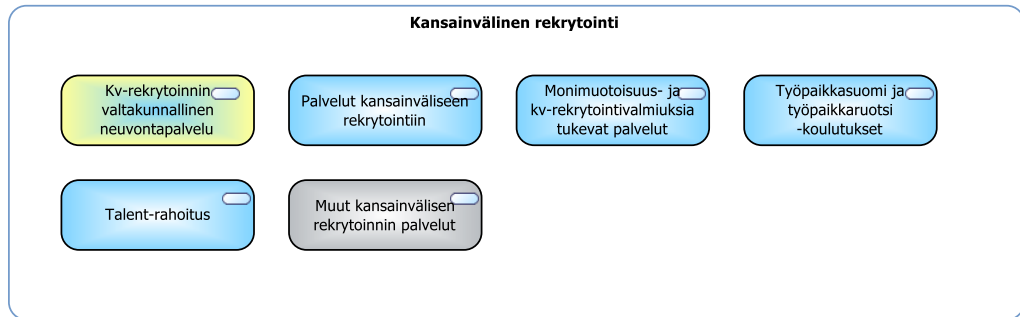 Kansainvälinen rekrytointi
Kv-rekrytoinnin
valtakunnallinen
neuvontapalvelu
Palvelut kansainväliseen
rekrytointiin
Monimuotoisuus- ja
kv-rekrytointivalmiuksia
tukevat palvelut
Työpaikkasuomi ja
työpaikkaruotsi
-koulutukset
Talent-rahoitus
Muut kansainvälisen
rekrytoinnin palvelut